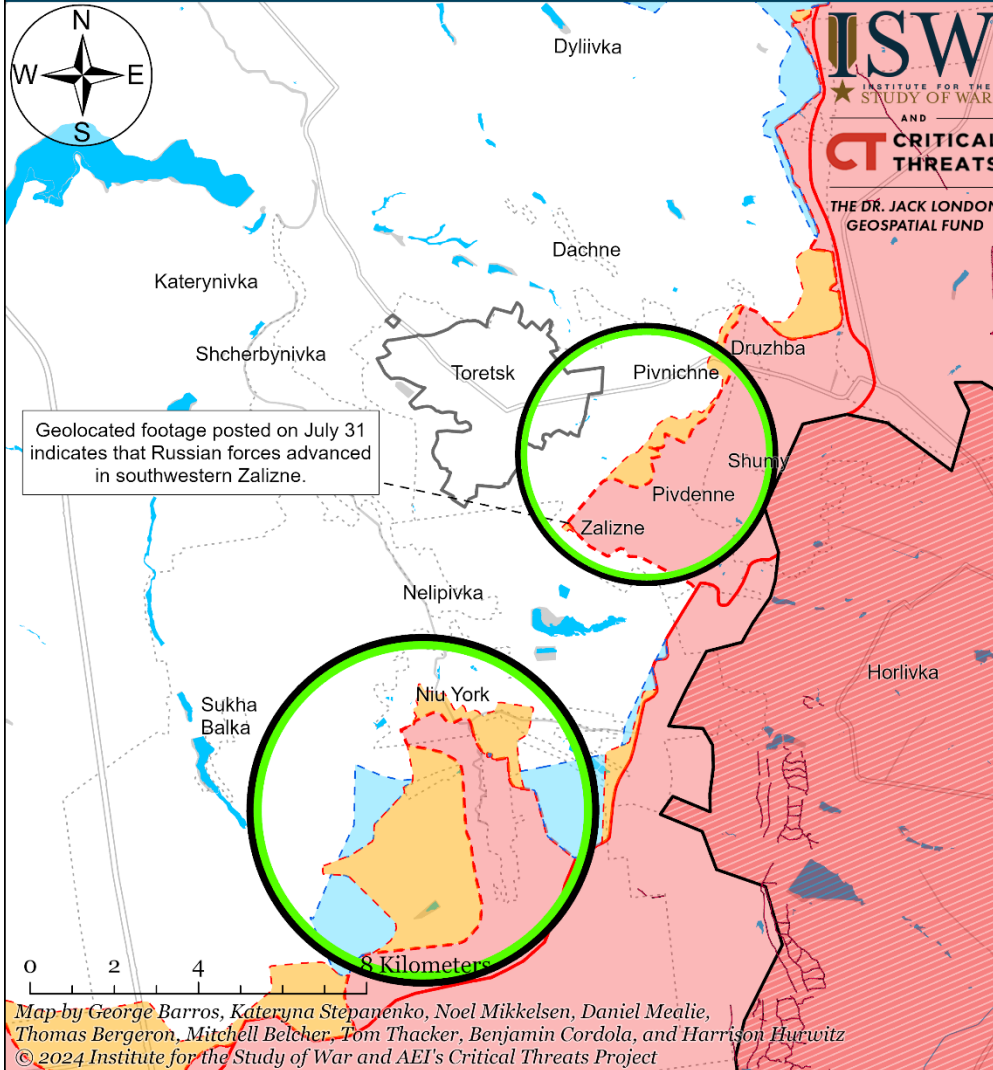 N
W
E
S
Dyliivka
ISW
INSTITUTE FOR THE
STUDY OF WAR
AND
CT CRITICAL
THREATS
THE DR. JACK LONDON
GEOSPATIAL FUND
Dachne
Katerynivka
Shcherbynivka
Druzhba
Toretsk
Pivnichne
Geolocated footage posted on July 31
indicates that Russian forces advanced
in southwestern Zalizne.
Shumy
Pivdenne
Zalizne
Nelipivka
Horlivka
Niu York
Sukha
Balka
0 2 4 8 Kilometers
Map by George Barros, Kateryna Stepanenko, Noel Mikkelsen, Daniel Mealie,
Thomas Bergeron, Mitchell Belcher, Tom Thacker, Benjamin Cordola, and Harrison Hurwitz
© 2024 Institute for the Study of War and AEI's Critical Threats Project